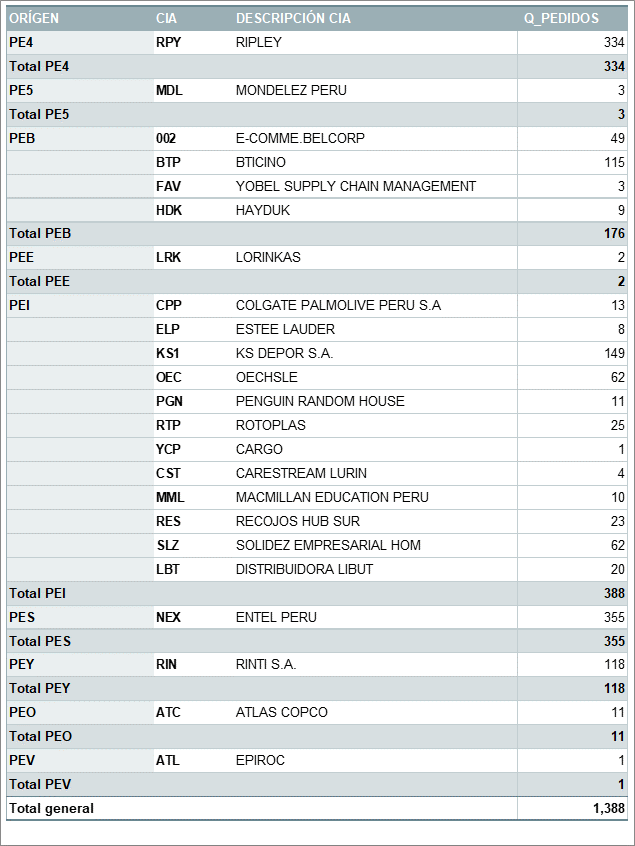 ORÍGEN CIA DESCRIPCIÓN CIA Q_PEDIDOS
PE4 RPY RIPLEY 334
Total PE4 334
PE5 MDL MONDELEZ PERU 3
Total PE5 3
PEB 002 E-COMME.BELCORP 49
BTP BTICINO 115
FAV YOBEL SUPPLY CHAIN MANAGEMENT 3
HDK HAYDUK 9
Total PEB 176
PEE LRK LORINKAS 2
Total PEE 2
PEI CPP COLGATE PALMOLIVE PERU S.A 13
ELP ESTEE LAUDER 8
KS1 KS DEPOR S.A. 149
OEC OECHSLE 62
PGN PENGUIN RANDOM HOUSE 11
RTP ROTOPLAS 25
YCP CARGO 1
CST CARESTREAM LURIN 4
MML MACMILLAN EDUCATION PERU 10
RES RECOJOS HUB SUR 23
SLZ SOLIDEZ EMPRESARIAL HOM 62
LBT DISTRIBUIDORA LIBUT 20
Total PEI 388
PES NEX ENTEL PERU 355
Total PES 355
PEY RIN RINTI S.A. 118
Total PEY 118
PEO ATC ATLAS COPCO 11
Total PEO 11
PEV ATL EPIROC 1
Total PEV 1
Total general 1,388